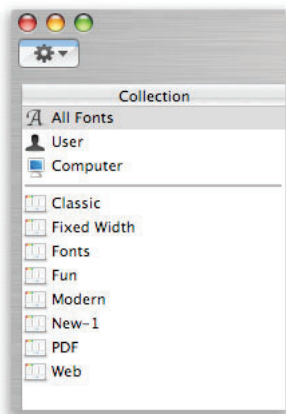 Collection
All Fonts
User
Computer
Classic
Fixed Width
Fonts
Fun
Modern
New-1
PDF
Web